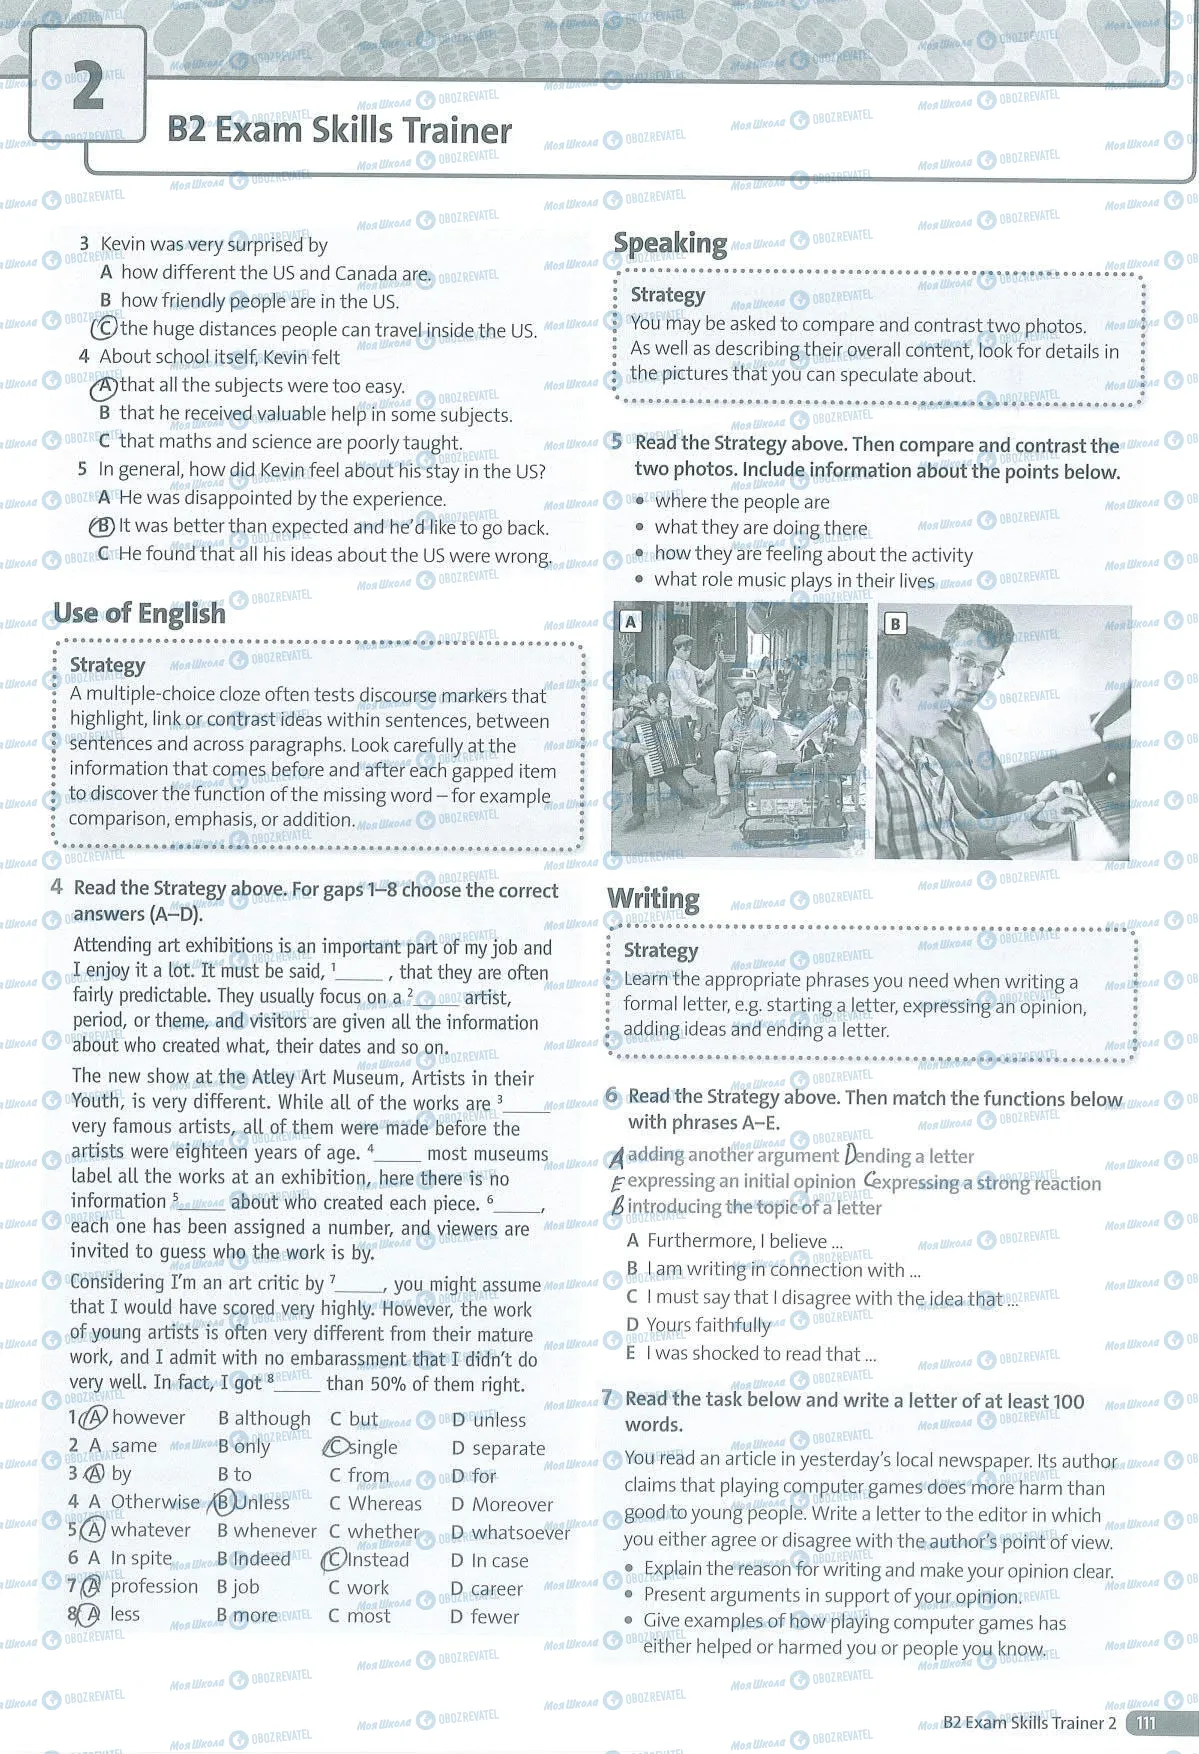 2
B2 Exam Skills Trainer
3 Kevin was very surprised by
A how different the US and Canada are.
B how friendly people are in the US.
C the huge distances people can travel inside the US.
4 About school itself, Kevin felt
A that all the subjects were too easy.
B that he received valuable help in some subjects.
C that maths and science are poorly taught.
5 In general, how did Kevin feel about his stay in the US?
A He was disappointed by the experience.
B It was better than expected and he'd like to go back.
C He found that all his ideas about the US were wrong.
Use of English
Strategy
A multiple-choice cloze often tests discourse markers that
highlight, link or contrast ideas within sentences, between
sentences and across paragraphs. Look carefully at the
information that comes before and after each gapped item
to discover the function of the missing word – for example
comparison, emphasis, or addition.
4 Read the Strategy above. For gaps 1–8 choose the correct
answers (A–D).
Attending art exhibitions is an important part of my job and
I enjoy it a lot. It must be said, 1_____ , that they are often
fairly predictable. They usually focus on a 2_____ artist,
period, or theme, and visitors are given all the information
about who created what, their dates and so on.
The new show at the Atley Art Museum, Artists in their
Youth, is very different. While all of the works are 3_____
very famous artists, all of them were made before the
artists were eighteen years of age. 4_____ most museums
label all the works at an exhibition, here there is no
information 5_____ about who created each piece. 6_____,
each one has been assigned a number, and viewers are
invited to guess who the work is by.
Considering I'm an art critic by 7_____, you might assume
that I would have scored very highly. However, the work
of young artists is often very different from their mature
work, and I admit with no embarassment that I didn't do
very well. In fact, I got 8_____ than 50% of them right.
1 A however B although C but D unless
2 A same B only C single D separate
3 A by B to C from D for
4 A Otherwise B Unless C Whereas D Moreover
5 A whatever B whenever C whether D whatsoever
6 A In spite B Indeed C Instead D In case
7 A profession B job C work D career
8 A less B more C most D fewer
Speaking
Strategy
You may be asked to compare and contrast two photos.
As well as describing their overall content, look for details in
the pictures that you can speculate about.
5 Read the Strategy above. Then compare and contrast the
two photos. Include information about the points below.
• where the people are
• what they are doing there
• how they are feeling about the activity
• what role music plays in their lives
A
B
Writing
Strategy
Learn the appropriate phrases you need when writing a
formal letter, e.g. starting a letter, expressing an opinion,
adding ideas and ending a letter.
6 Read the Strategy above. Then match the functions below
with phrases A–E.
A adding another argument D ending a letter
E expressing an initial opinion C expressing a strong reaction
B introducing the topic of a letter
A Furthermore, I believe ...
B I am writing in connection with ...
C I must say that I disagree with the idea that ...
D Yours faithfully
E I was shocked to read that ...
7 Read the task below and write a letter of at least 100
words.
You read an article in yesterday's local newspaper. Its author
claims that playing computer games does more harm than
good to young people. Write a letter to the editor in which
you either agree or disagree with the author's point of view.
• Explain the reason for writing and make your opinion clear.
• Present arguments in support of your opinion.
• Give examples of how playing computer games has
either helped or harmed you or people you know.
B2 Exam Skills Trainer 2 111
Моя Школа OBOZREVATEL